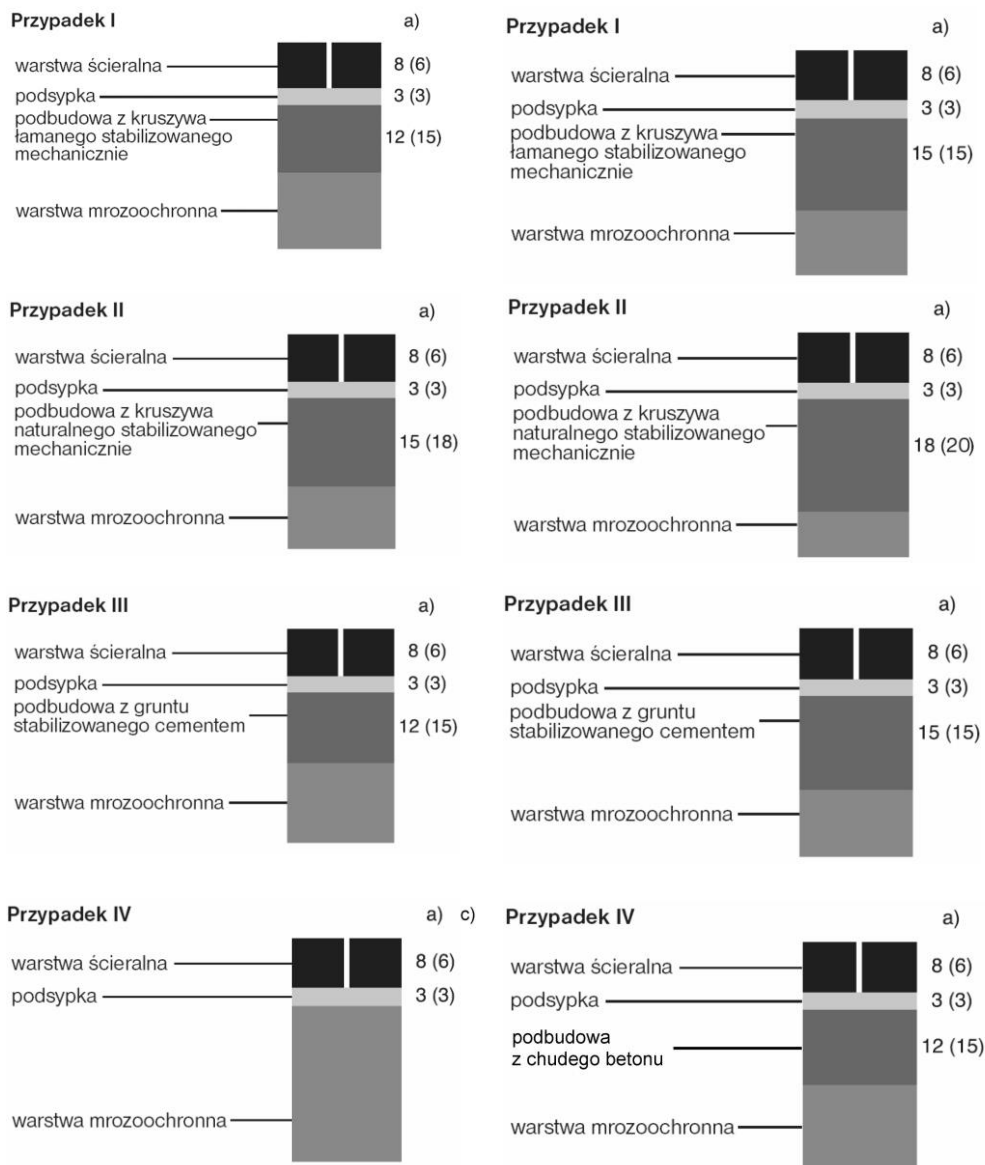 Przypadek I a)
warstwa ścieralna 8 (6)
podsypka 3 (3)
podbudowa z kruszywa
łamanego stabilizowanego 12 (15)
mechanicznie
warstwa mrozoochronna
Przypadek II a)
warstwa ścieralna 8 (6)
podsypka 3 (3)
podbudowa z kruszywa
naturalnego stabilizowanego
mechanicznie 15 (18)
warstwa mrozoochronna
Przypadek III a)
warstwa ścieralna 8 (6)
podsypka 3 (3)
podbudowa z gruntu
stabilizowanego cementem 12 (15)
warstwa mrozoochronna
Przypadek IV a) c)
warstwa ścieralna 8 (6)
podsypka 3 (3)
warstwa mrozoochronna
Przypadek I a)
warstwa ścieralna 8 (6)
podsypka 3 (3)
podbudowa z kruszywa
łamanego stabilizowanego 15 (15)
mechanicznie
warstwa mrozoochronna
Przypadek II a)
warstwa ścieralna 8 (6)
podsypka 3 (3)
podbudowa z kruszywa
naturalnego stabilizowanego
mechanicznie 18 (20)
warstwa mrozoochronna
Przypadek III a)
warstwa ścieralna 8 (6)
podsypka 3 (3)
podbudowa z gruntu
stabilizowanego cementem 15 (15)
warstwa mrozoochronna
Przypadek IV a)
warstwa ścieralna 8 (6)
podsypka 3 (3)
podbudowa
z chudego betonu 12 (15)
warstwa mrozoochronna